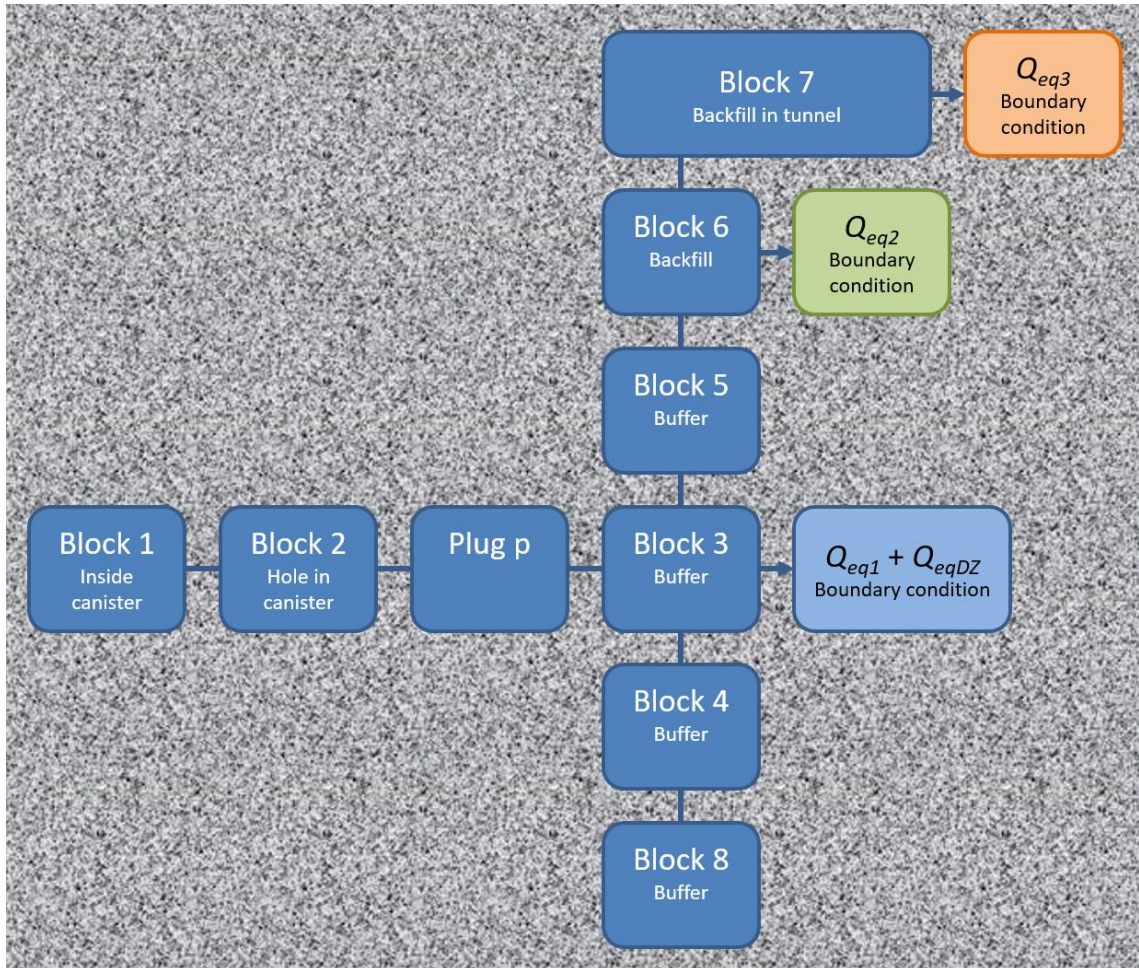 Block 7
Backfill in tunnel
Q_eq3
Boundary
condition
Block 6
Backfill
Q_eq2
Boundary
condition
Block 5
Buffer
Block 1
Inside
canister
Block 2
Hole in
canister
Plug p
Block 3
Buffer
Q_eq1 + Q_eqDZ
Boundary condition
Block 4
Buffer
Block 8
Buffer